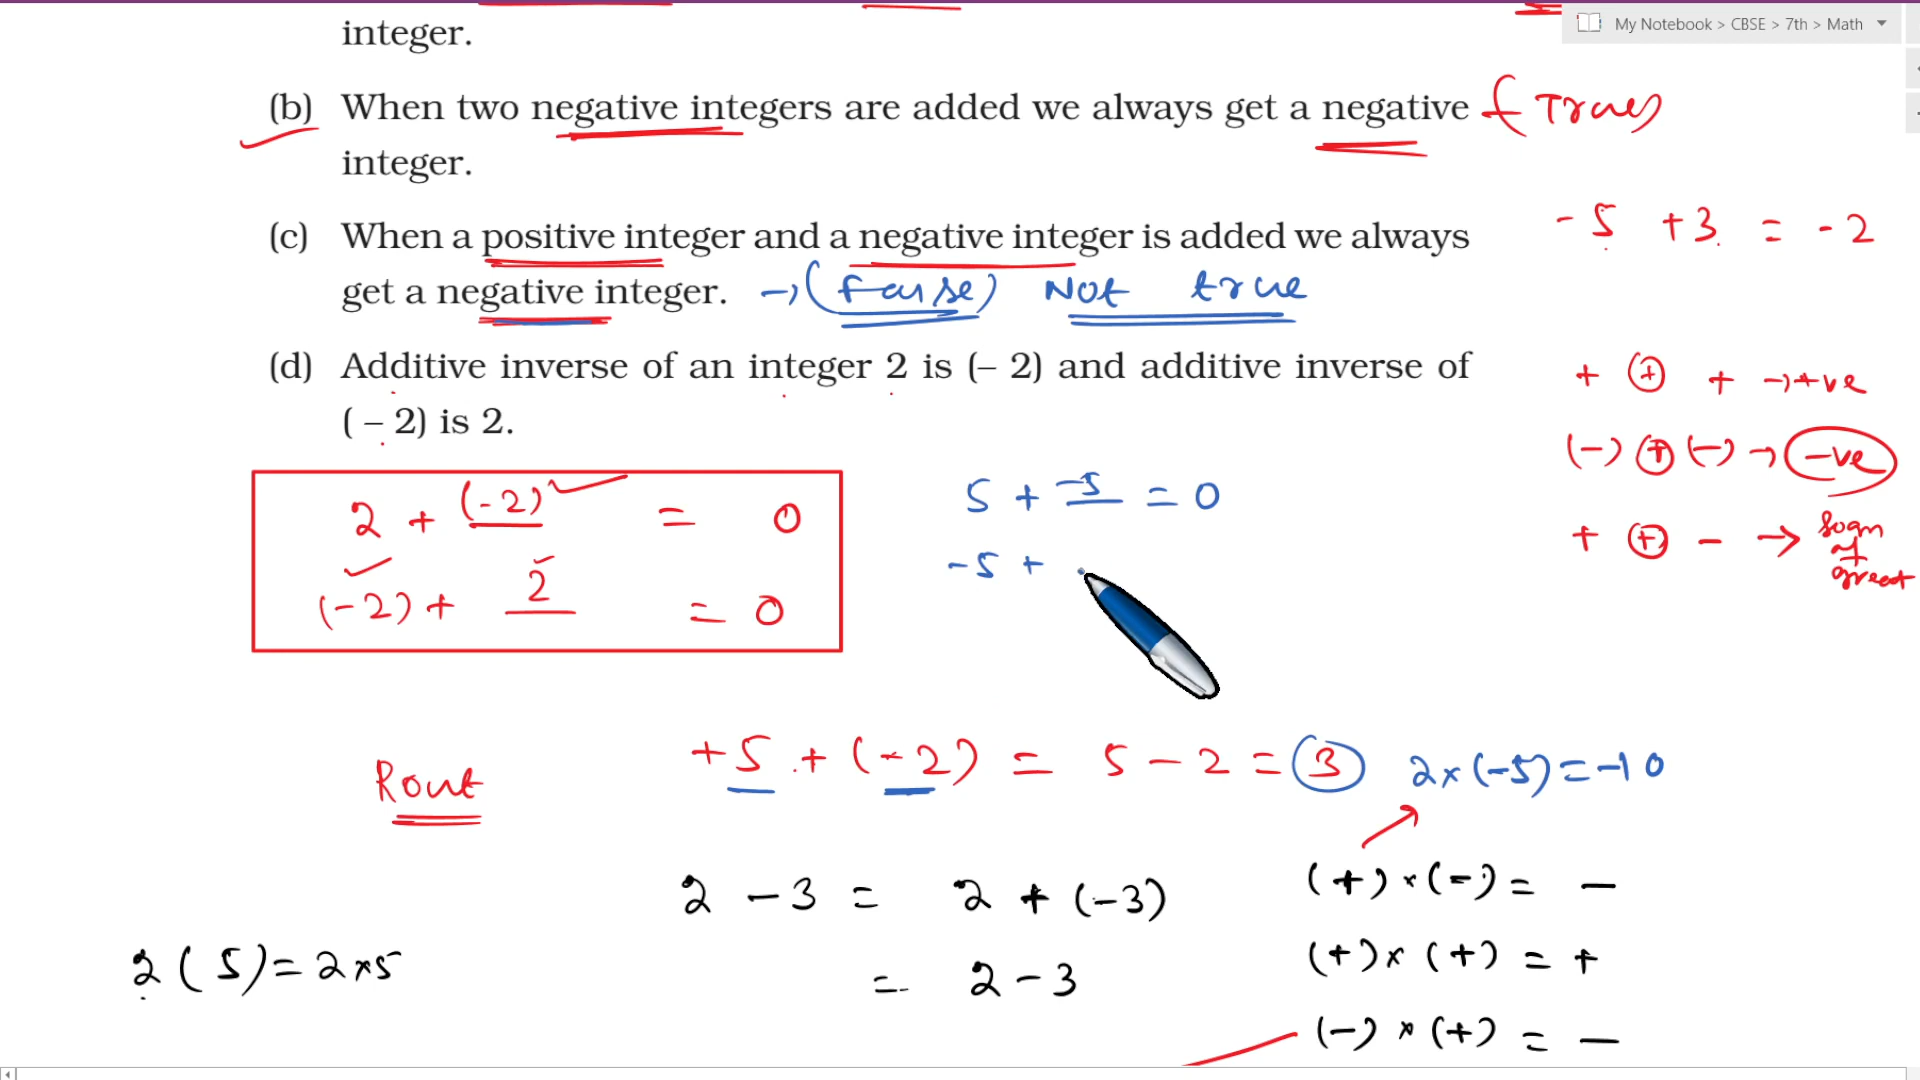 integer.
My Notebook > CBSE > 7th > Math
(b) When two negative integers are added we always get a negative { True
integer.
-5 +3 = -2
(c) When a positive integer and a negative integer is added we always
get a negative integer. → (False) Not true
(d) Additive inverse of an integer 2 is (– 2) and additive inverse of
( – 2) is 2.
+ (+) + → +ve
(-) (+) (-) → -ve
+ (+) - → Sign of great
2 + (-2) = 0
(-2) + 2 = 0
5 + -5 = 0
-5 +
+5 + (-2) = 5 - 2 = 3
2 × (-5) = -10
2 - 3 = 2 + (-3)
= 2 - 3
(+) × (-) = -
(+) × (+) = +
(-) × (+) = -
2 ( 5) = 2 × 5